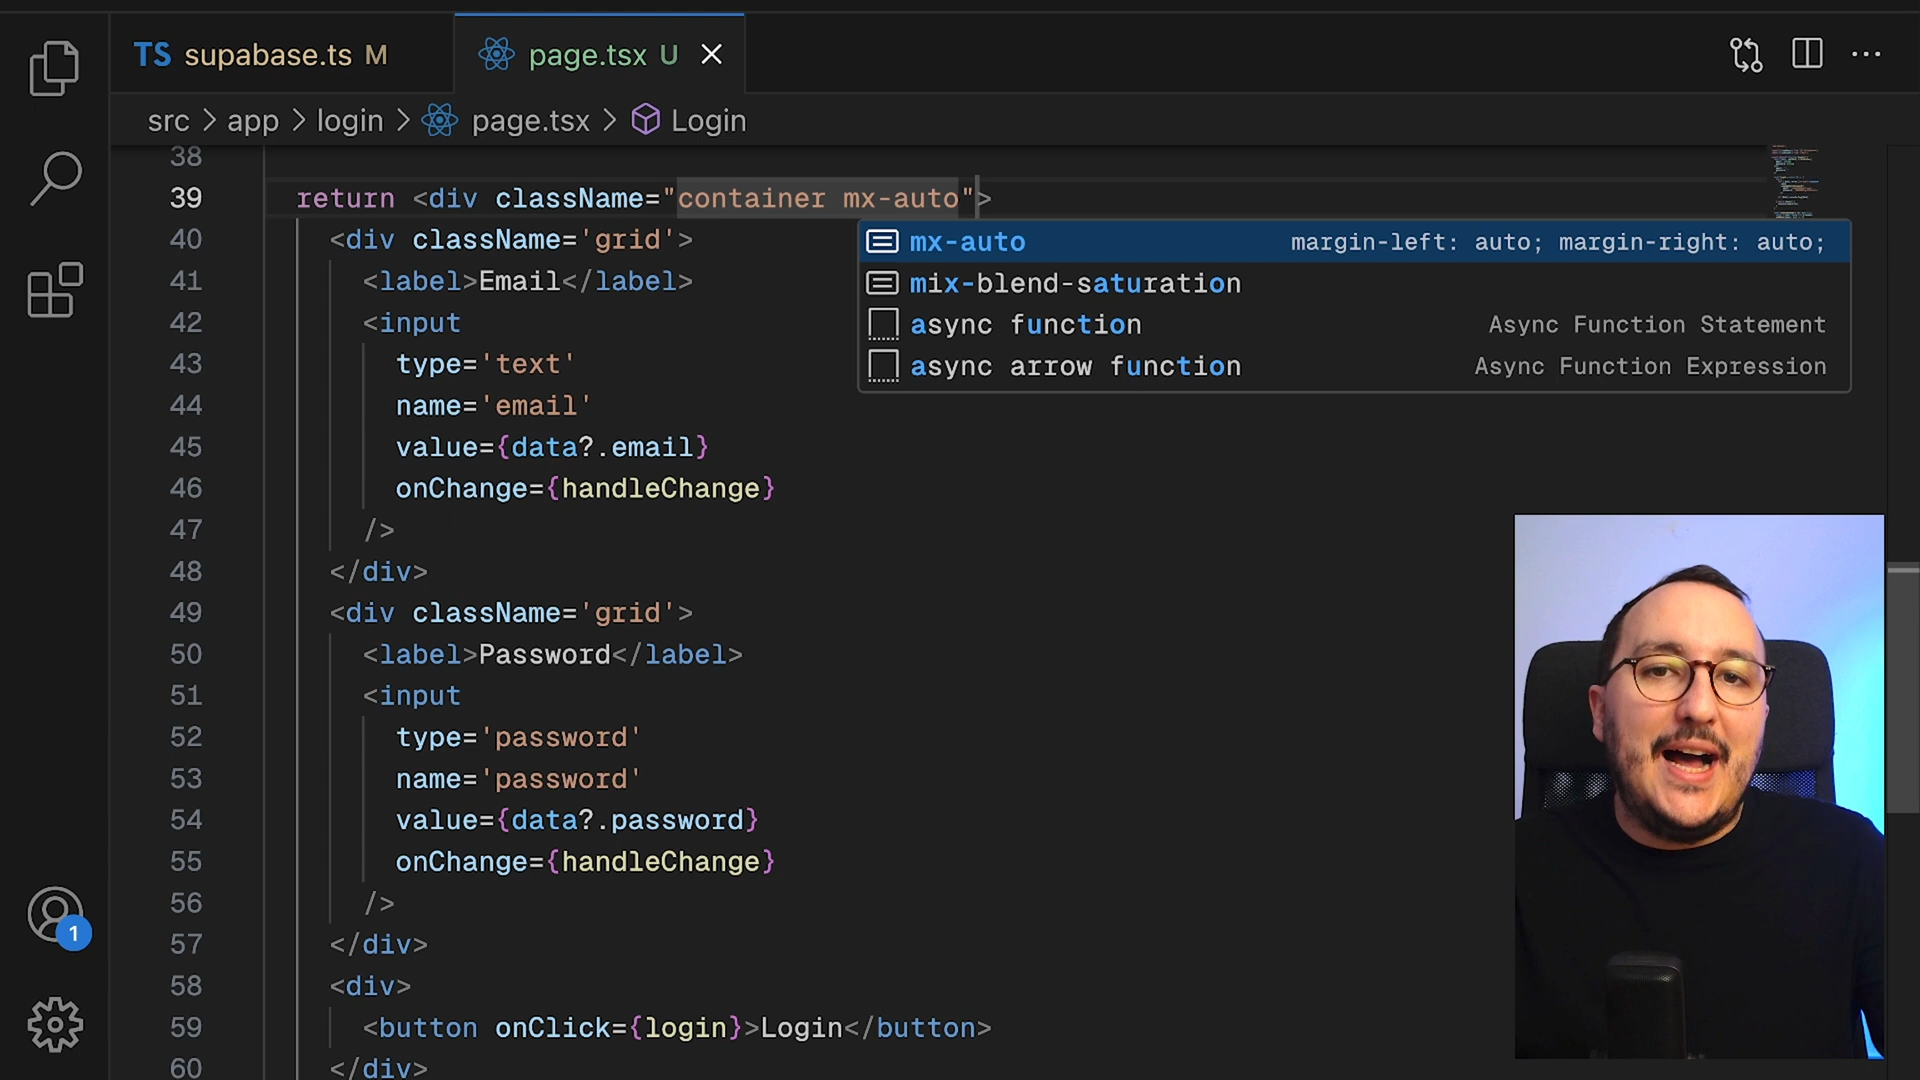 TS supabase.ts M
page.tsx U
src > app > login > page.tsx > Login
38
39 return <div className="container mx-auto">
40 <div className='grid'>
41 <label>Email</label>
42 <input
43 type='text'
44 name='email'
45 value={data?.email}
46 onChange={handleChange}
47 />
48 </div>
49 <div className='grid'>
50 <label>Password</label>
51 <input
52 type='password'
53 name='password'
54 value={data?.password}
55 onChange={handleChange}
56 />
57 </div>
58 <div>
59 <button onClick={login}>Login</button>
60 </div>
mx-auto margin-left: auto; margin-right: auto;
mix-blend-saturation
async function Async Function Statement
async arrow function Async Function Expression
1